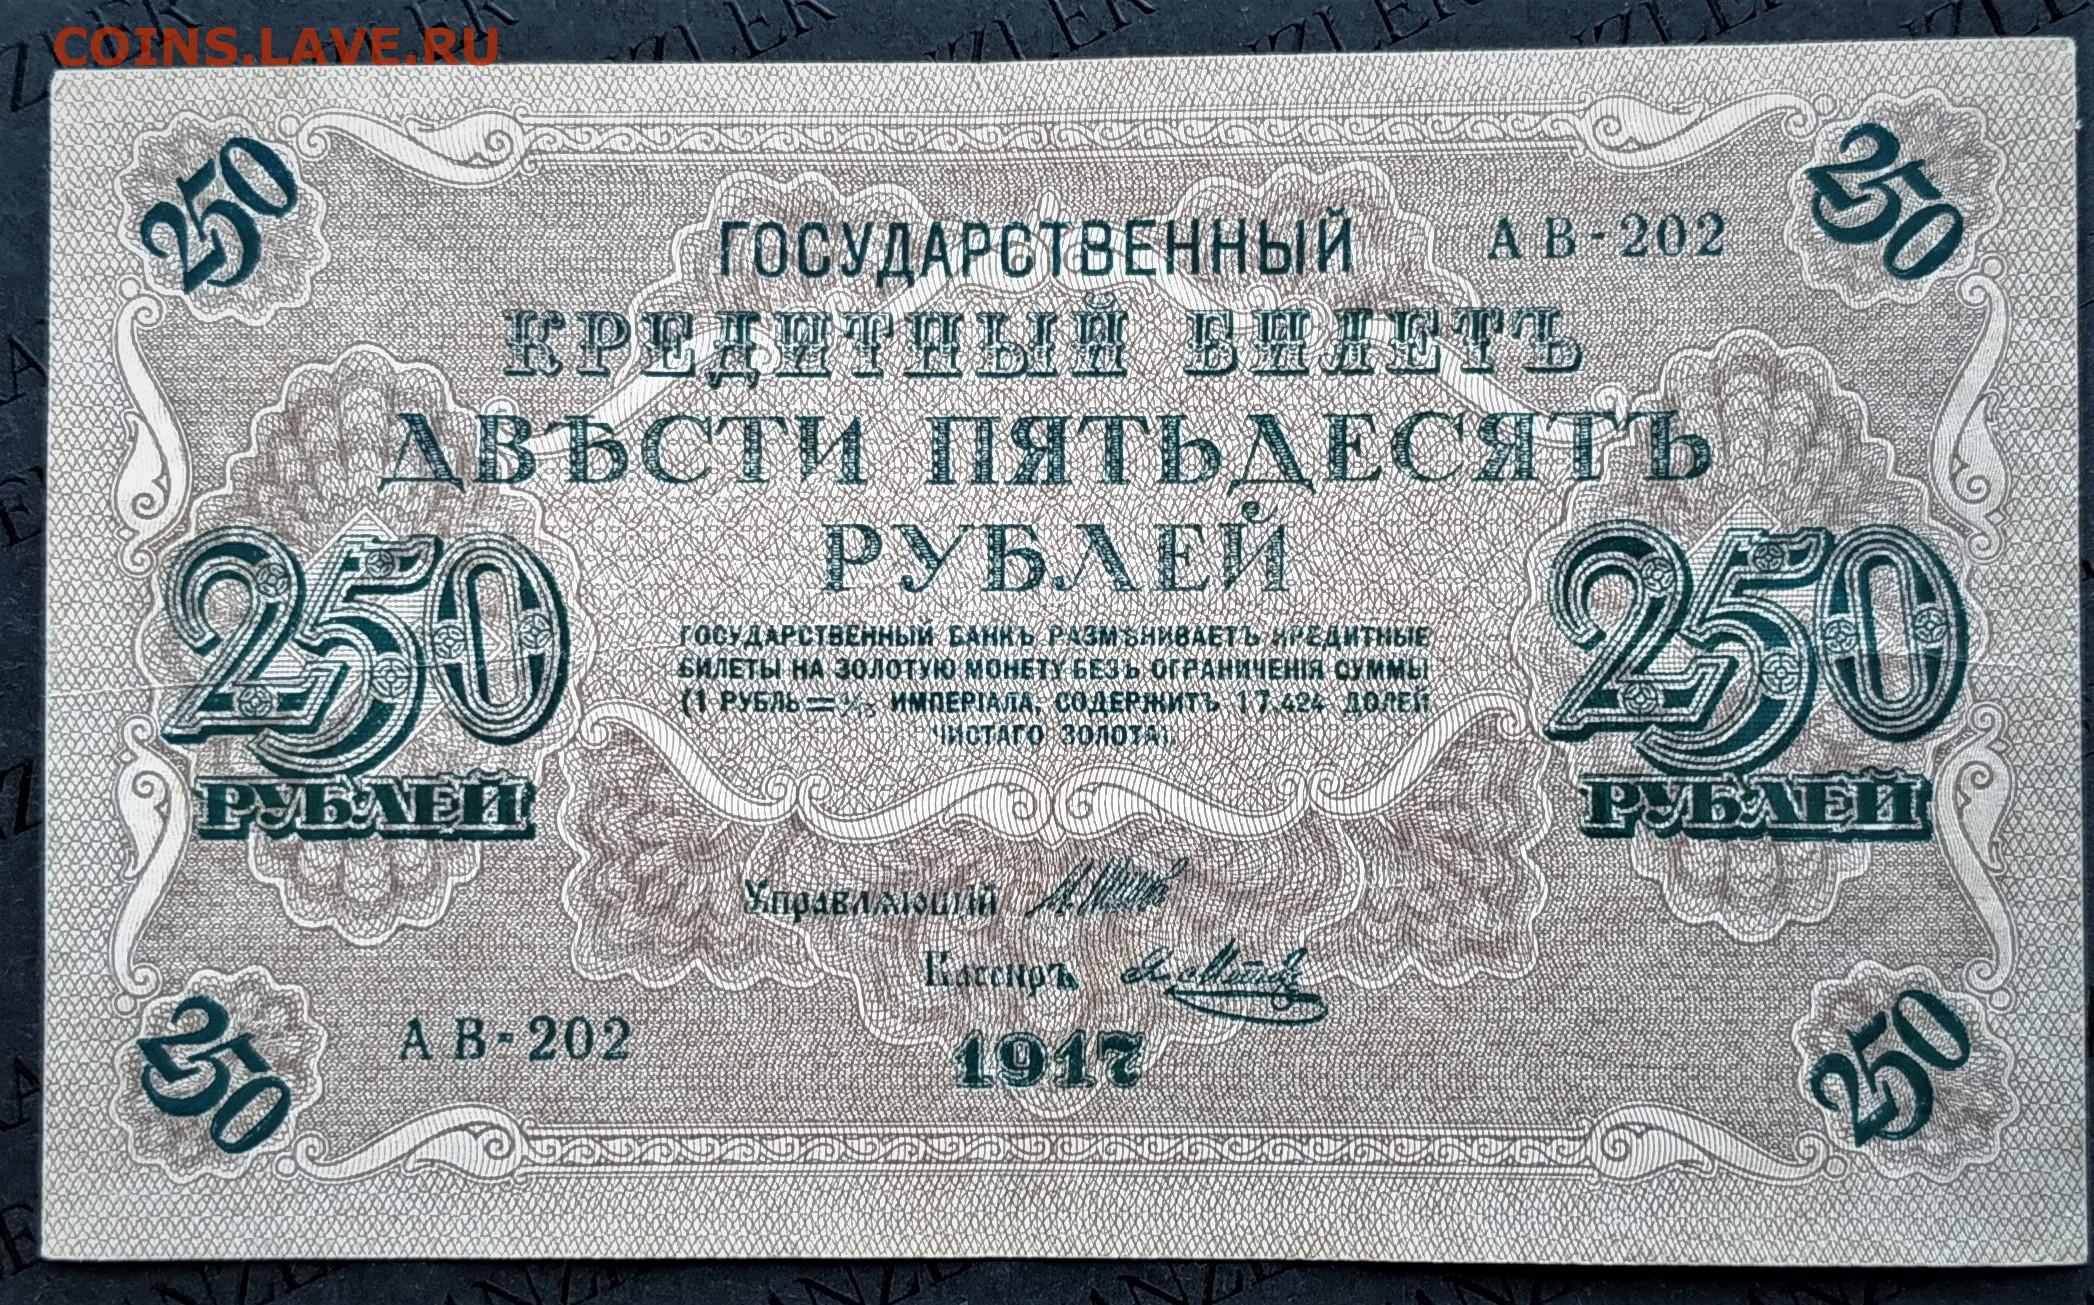 COINS.LAVE.RU
250
250
ГОСУДАРСТВЕННЫЙ
АВ-202
КРЕДИТНЫЙ БИЛЕТЪ
ДВѢСТИ ПЯТЬДЕСЯТЪ
РУБЛЕЙ
250
РУБЛЕЙ
250
РУБЛЕЙ
ГОСУДАРСТВЕННЫЙ БАНКЪ РАЗМѢНИВАЕТЪ КРЕДИТНЫЕ
БИЛЕТЫ НА ЗОЛОТУЮ МОНЕТУ БЕЗЪ ОГРАНИЧЕНІЯ СУММЫ
(1 РУБЛЬ = 1/15 ИМПЕРІАЛА, СОДЕРЖИТЪ 17.424 ДОЛЕЙ
ЧИСТАГО ЗОЛОТА).
Управляющій
Кассиръ
250
АВ-202
1917
250